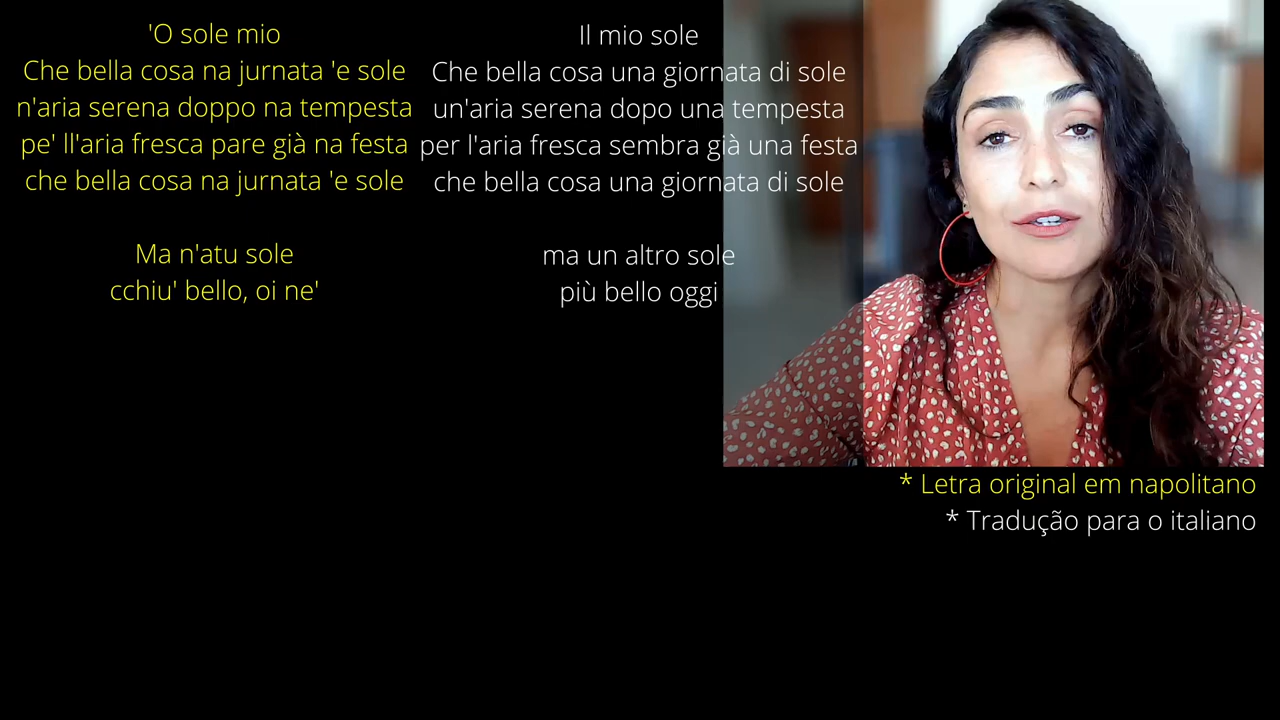 'O sole mio
Che bella cosa na jurnata 'e sole
n'aria serena doppo na tempesta
pe' ll'aria fresca pare già na festa
che bella cosa na jurnata 'e sole
Ma n'atu sole
cchiu' bello, oi ne'
Il mio sole
Che bella cosa una giornata di sole
un'aria serena dopo una tempesta
per l'aria fresca sembra già una festa
che bella cosa una giornata di sole
ma un altro sole
più bello oggi
* Letra original em napolitano
* Tradução para o italiano